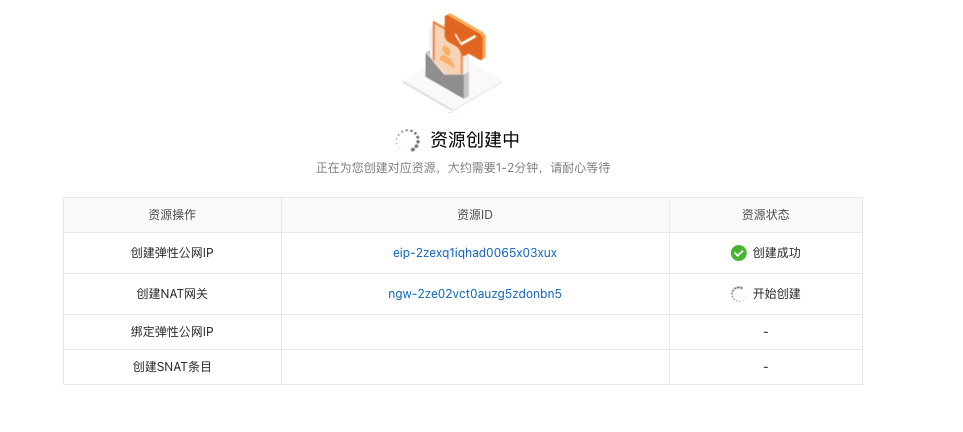 资源创建中
正在为您创建对应资源，大约需要1-2分钟，请耐心等待
资源操作 资源ID 资源状态
创建弹性公网IP eip-2zexq1iqhad0065x03xux 创建成功
创建NAT网关 ngw-2ze02vct0auzg5zdonbn5 开始创建
绑定弹性公网IP -
创建SNAT条目 -